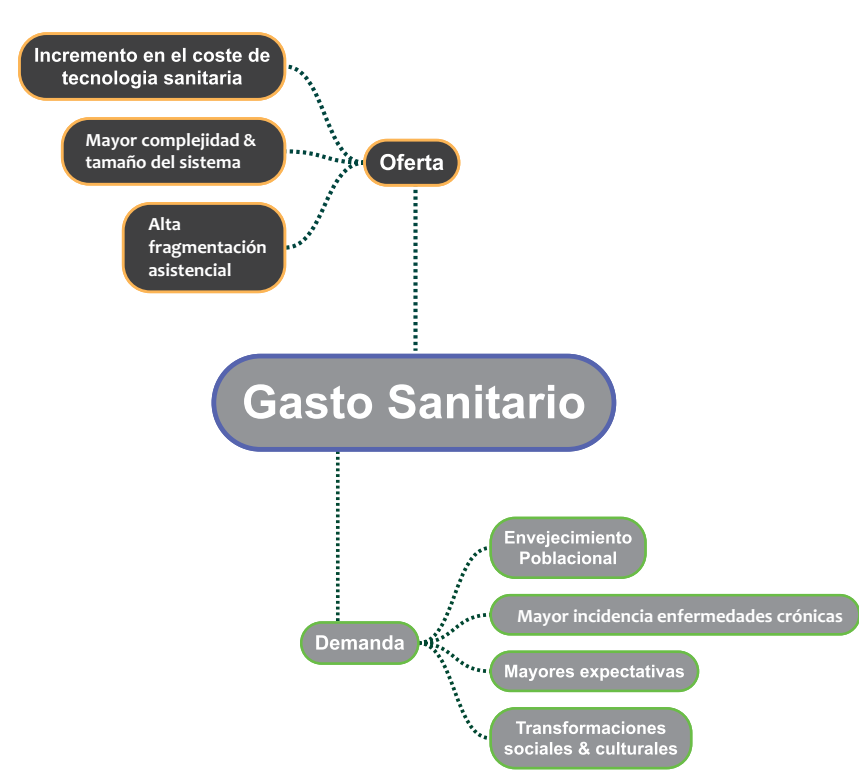 Incremento en el coste de
tecnologia sanitaria
Mayor complejidad &
tamaño del sistema
Oferta
Alta
fragmentación
asistencial
Gasto Sanitario
Envejecimiento
Poblacional
Mayor incidencia enfermedades crónicas
Demanda
Mayores expectativas
Transformaciones
sociales & culturales